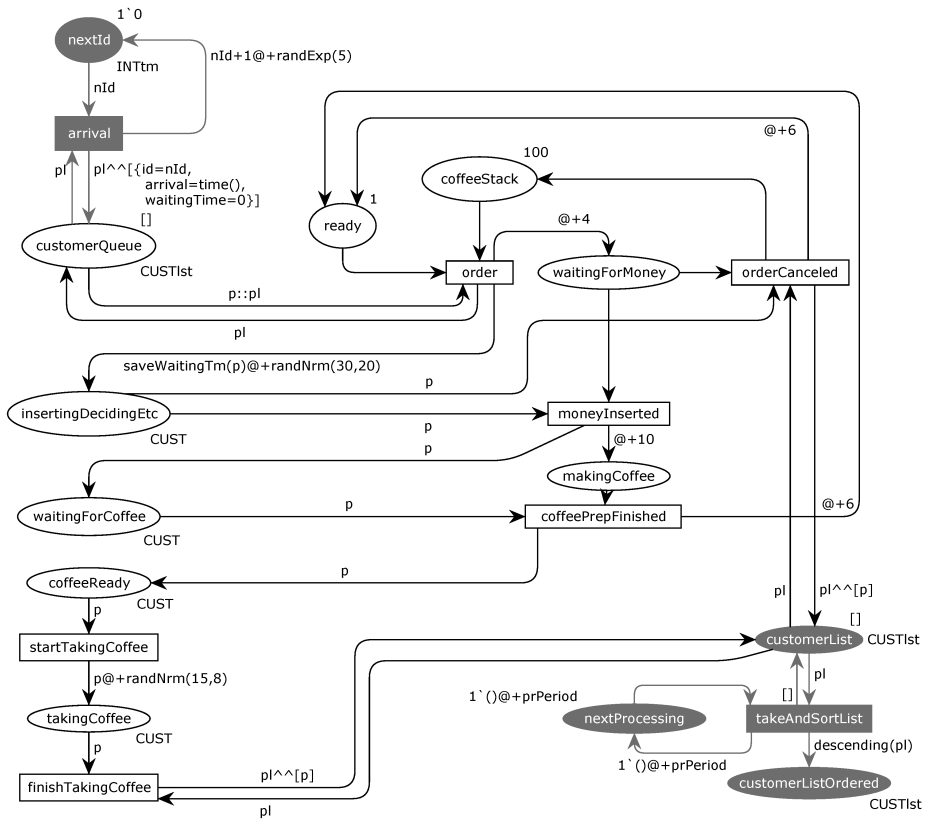 1`0
nextId
INTtm
nId+1@+randExp(5)
nId
arrival
@+6
pl
pl^^[{id=nId,
arrival=time(),
waitingTime=0}]
100
coffeeStack
1
ready
[]
customerQueue
CUSTlst
@+4
order
waitingForMoney
orderCanceled
p::pl
pl
saveWaitingTm(p)@+randNrm(30,20)
p
insertingDecidingEtc
CUST
moneyInserted
p
@+10
p
makingCoffee
waitingForCoffee
CUST
p
coffeePrepFinished
@+6
p
coffeeReady
CUST
p
startTakingCoffee
p@+randNrm(15,8)
takingCoffee
CUST
p
finishTakingCoffee
pl^^[p]
pl
pl
pl^^[p]
[]
customerList
CUSTlst
pl
[]
1`()@+prPeriod
nextProcessing
takeAndSortList
1`()@+prPeriod
descending(pl)
customerListOrdered
CUSTlst